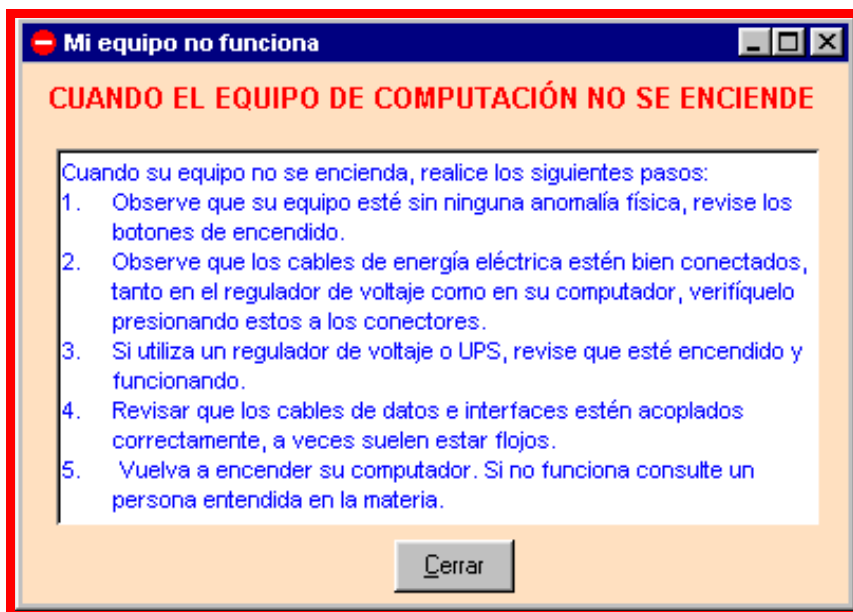 Mi equipo no funciona
CUANDO EL EQUIPO DE COMPUTACIÓN NO SE ENCIENDE
Cuando su equipo no se encienda, realice los siguientes pasos:
1. Observe que su equipo esté sin ninguna anomalía física, revise los
botones de encendido.
2. Observe que los cables de energía eléctrica estén bien conectados,
tanto en el regulador de voltaje como en su computador, verifíquelo
presionando estos a los conectores.
3. Si utiliza un regulador de voltaje o UPS, revise que esté encendido y
funcionando.
4. Revisar que los cables de datos e interfaces estén acoplados
correctamente, a veces suelen estar flojos.
5. Vuelva a encender su computador. Si no funciona consulte un
persona entendida en la materia.
Cerrar